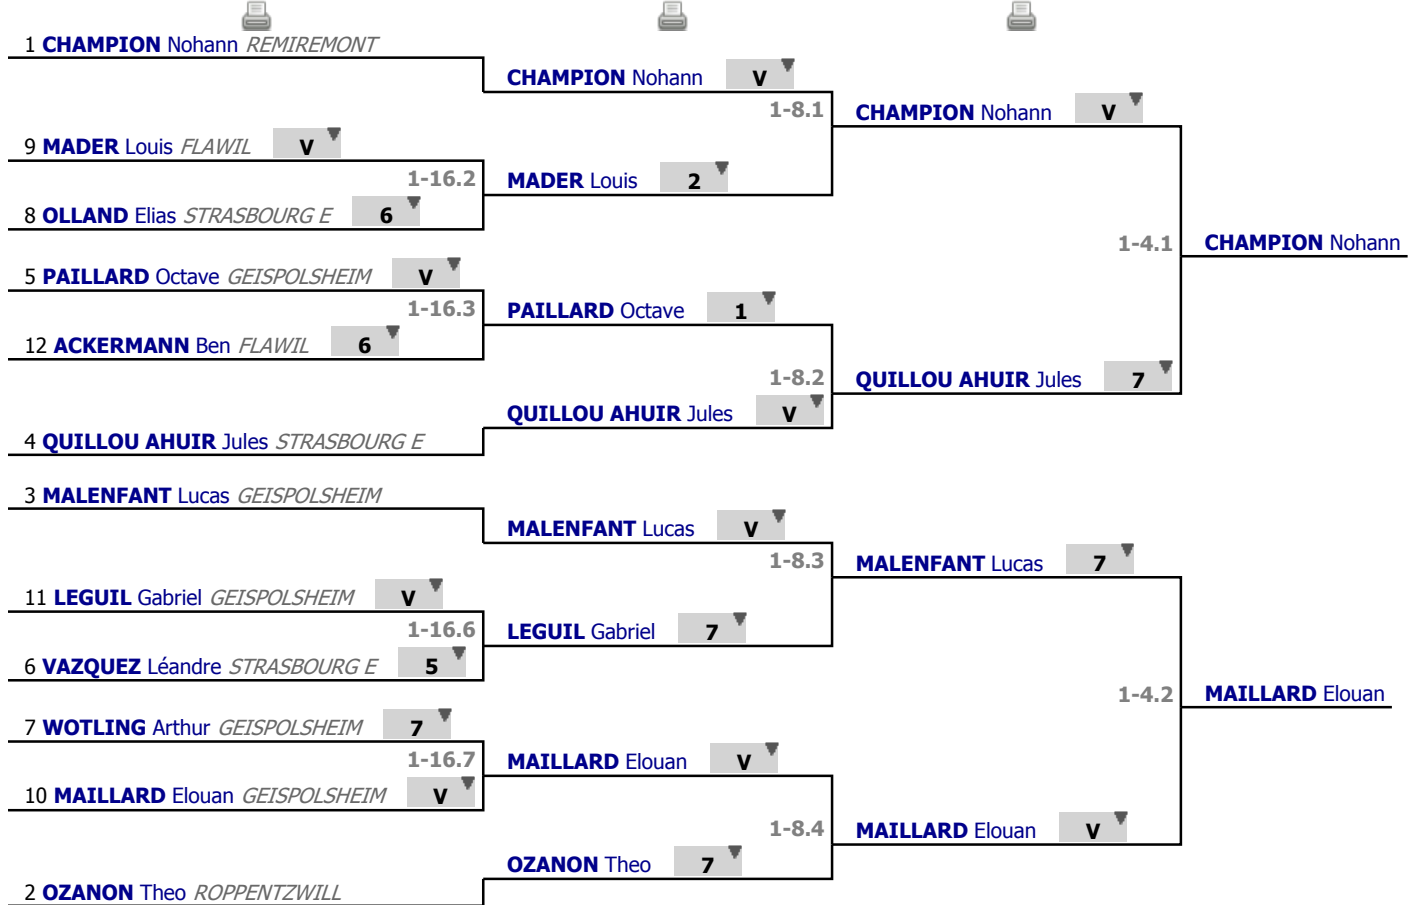 1 CHAMPION Nohann REMIREMONT
CHAMPION Nohann V
1-8.1
CHAMPION Nohann V
9 MADER Louis FLAWIL V
1-16.2
MADER Louis 2
8 OLLAND Elias STRASBOURG E 6
1-4.1
CHAMPION Nohann
5 PAILLARD Octave GEISPOLSHEIM V
1-16.3
PAILLARD Octave 1
12 ACKERMANN Ben FLAWIL 6
1-8.2
QUILLOU AHUIR Jules 7
QUILLOU AHUIR Jules V
4 QUILLOU AHUIR Jules STRASBOURG E
3 MALENFANT Lucas GEISPOLSHEIM
MALENFANT Lucas V
1-8.3
MALENFANT Lucas 7
11 LEGUIL Gabriel GEISPOLSHEIM V
1-16.6
LEGUIL Gabriel 7
6 VAZQUEZ Léandre STRASBOURG E 5
1-4.2
MAILLARD Elouan
7 WOTLING Arthur GEISPOLSHEIM 7
1-16.7
MAILLARD Elouan V
10 MAILLARD Elouan GEISPOLSHEIM V
1-8.4
MAILLARD Elouan V
OZANON Theo 7
2 OZANON Theo ROPPENTZWILL